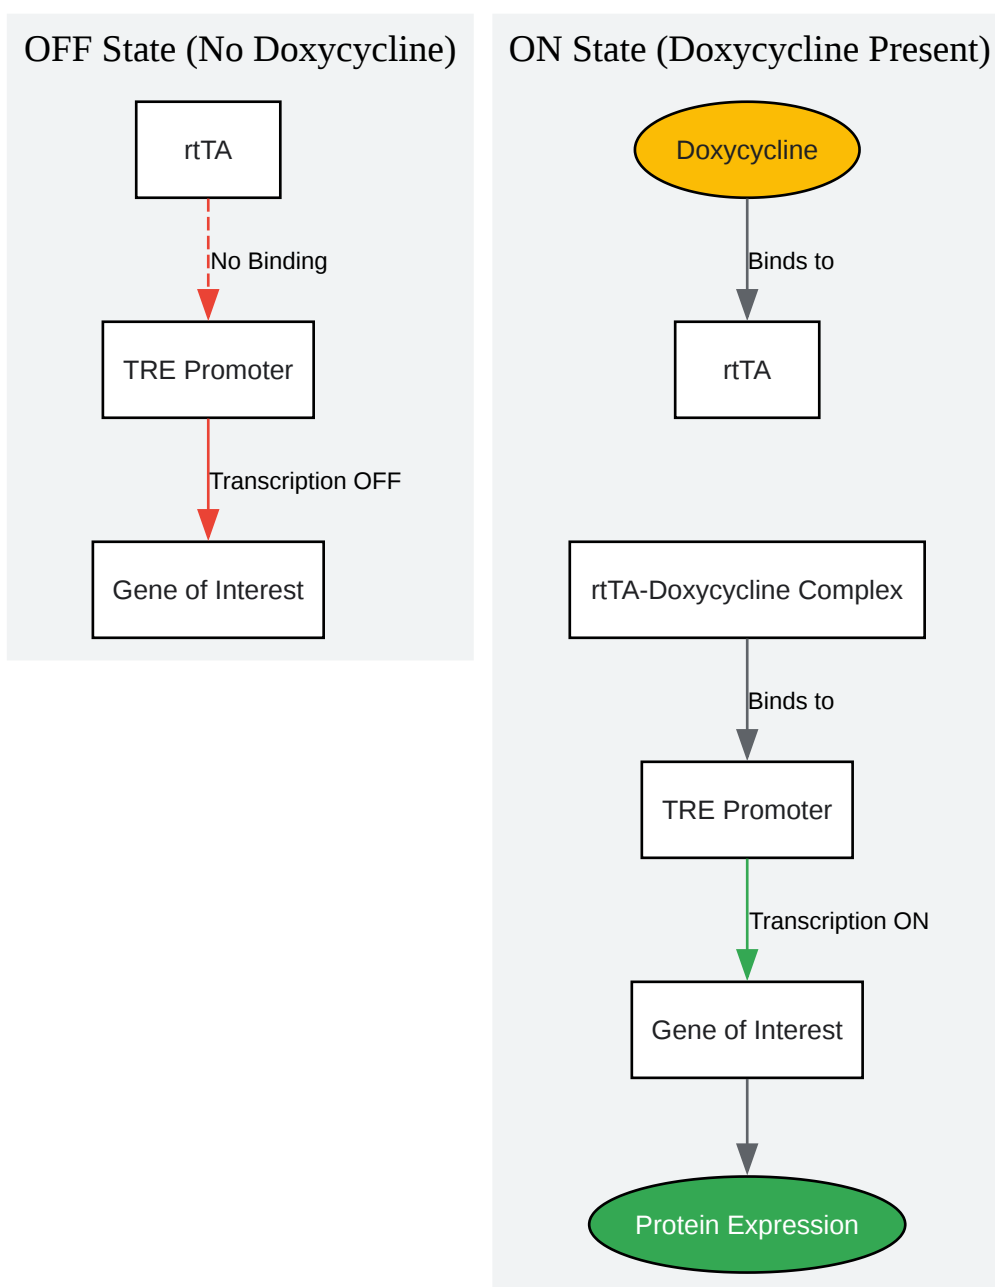 OFF State (No Doxycycline)
rtTA
No Binding
TRE Promoter
Transcription OFF
Gene of Interest
ON State (Doxycycline Present)
Doxycycline
Binds to
rtTA
rtTA-Doxycycline Complex
Binds to
TRE Promoter
Transcription ON
Gene of Interest
Protein Expression